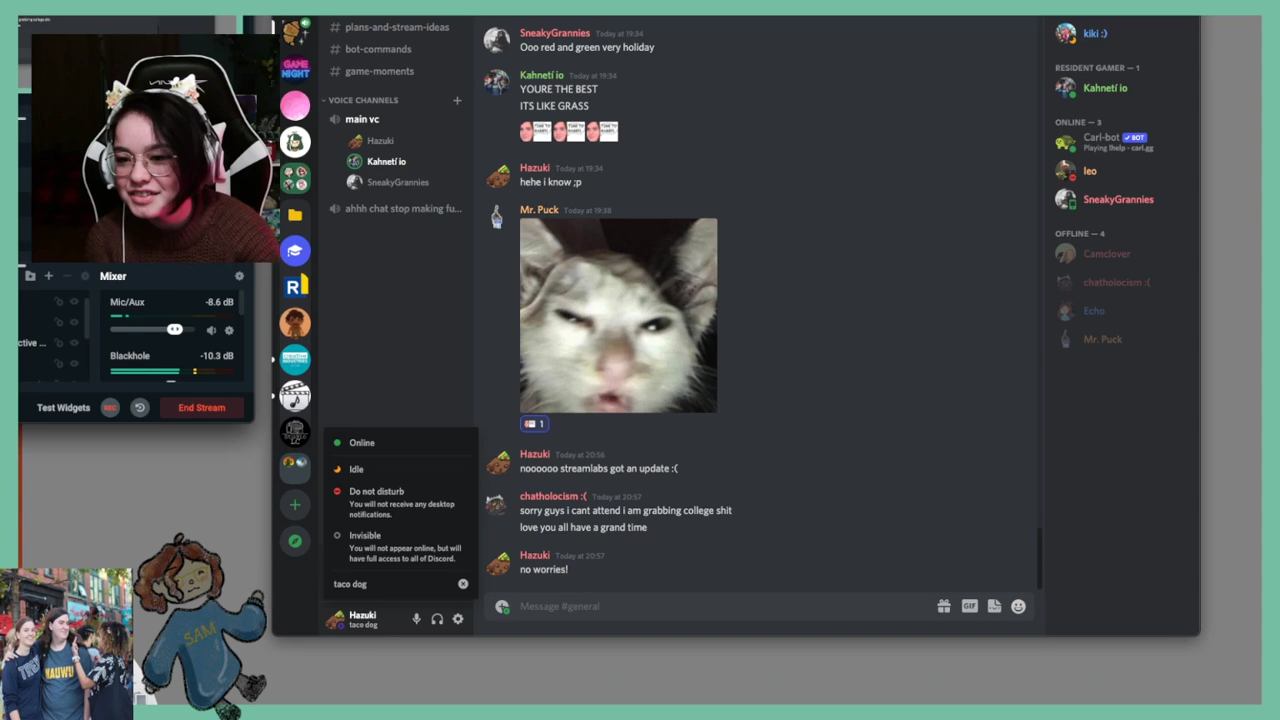 GAME
NIGHT
Mixer
Mic/Aux
-8.6 dB
ctive ...
Blackhole
-10.3 dB
Test Widgets
REC
End Stream
SAM
plans-and-stream-ideas
# bot-commands
# game-moments
VOICE CHANNELS
main vc
Hazuki
Kahnetí io
SneakyGrannies
ahhh chat stop making fu...
Online
Idle
Do not disturb
You will not receive any desktop
notifications.
Invisible
You will not appear online, but will
have full access to all of Discord.
taco dog
Hazuki
taco dog
SneakyGrannies Today at 19:34
Ooo red and green very holiday
Kahnetí io Today at 19:34
YOURE THE BEST
ITS LIKE GRASS
Hazuki Today at 19:34
hehe i know ;p
Mr. Puck Today at 19:38
1
Hazuki Today at 20:56
noooooo streamlabs got an update :(
chatholocism :( Today at 20:57
sorry guys i cant attend i am grabbing college shit
love you all have a grand time
Hazuki Today at 20:57
no worries!
Message #general
GIF
kiki :)
RESIDENT GAMER — 1
Kahnetí io
ONLINE — 3
Carl-bot BOT
Playing !help - carl.gg
leo
SneakyGrannies
OFFLINE — 4
Camclover
chatholocism :(
Echo
Mr. Puck